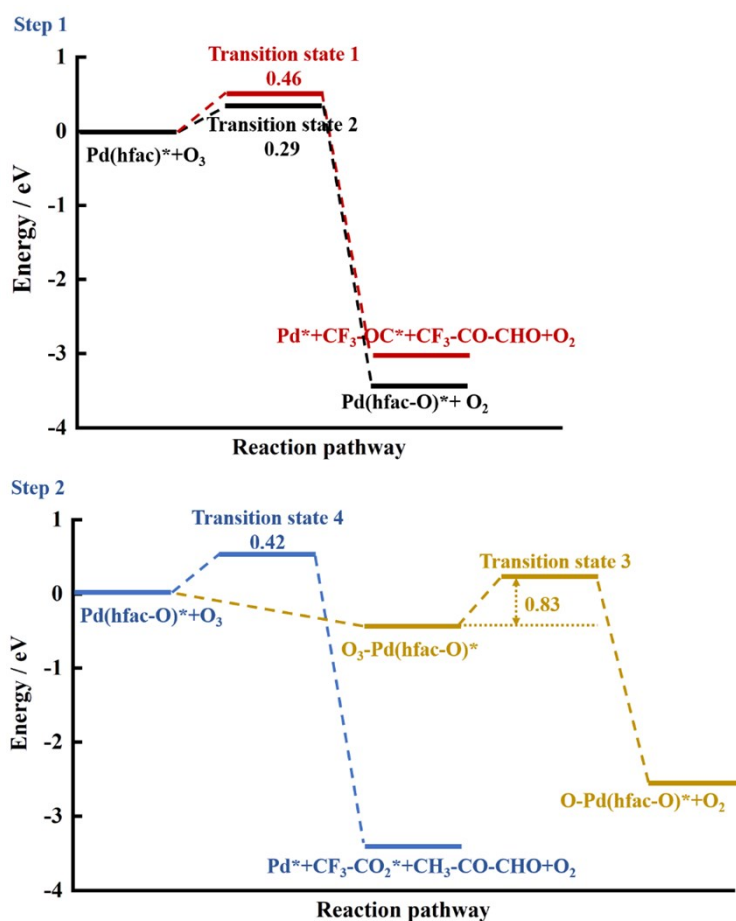 Step 1
1
Transition state 1
0.46
0
Transition state 2
Pd(hfac)*+O₃
0.29
-1
Energy / eV
-2
Pd*+CF₃-OC*+CF₃-CO-CHO+O₂
-3
Pd(hfac-O)*+ O₂
-4
Reaction pathway
Step 2
1
Transition state 4
0.42
Transition state 3
0
0.83
Pd(hfac-O)*+O₃
O₃-Pd(hfac-O)*
-1
Energy / eV
-2
O-Pd(hfac-O)*+O₂
-3
Pd*+CF₃-CO₂*+CH₃-CO-CHO+O₂
-4
Reaction pathway